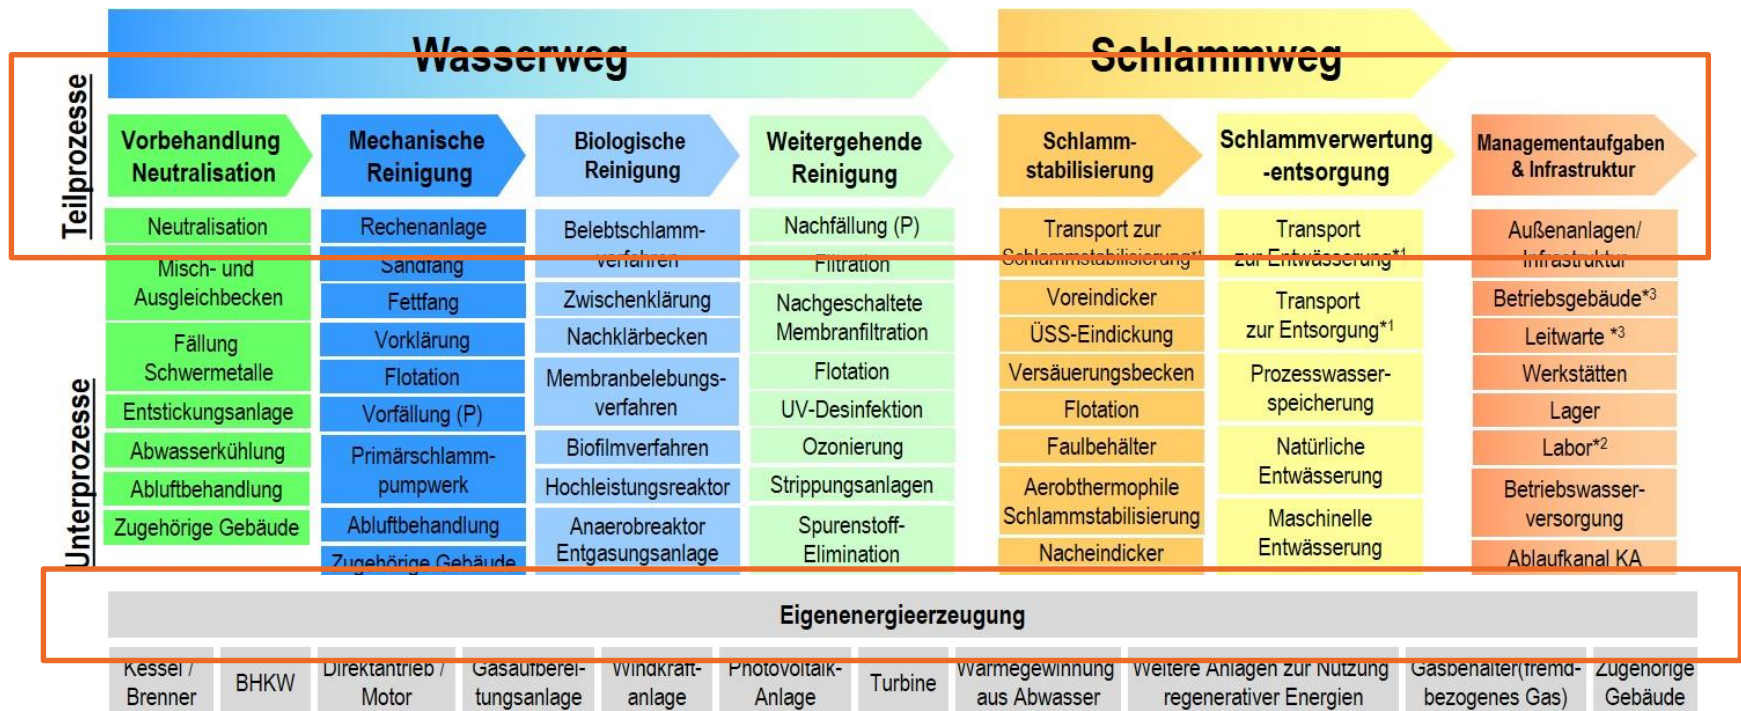 Wasserweg
Schlammweg
Teilprozesse
Vorbehandlung
Neutralisation
Mechanische
Reinigung
Biologische
Reinigung
Weitergehende
Reinigung
Schlamm-
stabilisierung
Schlammverwertung
-entsorgung
Managementaufgaben
& Infrastruktur
Unterprozesse
Neutralisation
Misch- und
Ausgleichbecken
Fällung
Schwermetalle
Entstickungsanlage
Abwasserkühlung
Abluftbehandlung
Zugehörige Gebäude
Rechenanlage
Sandfang
Fettfang
Vorklärung
Flotation
Vorfällung (P)
Primärschlamm-
pumpwerk
Abluftbehandlung
Zugehörige Gebäude
Belebtschlamm-
verfahren
Zwischenklärung
Nachklärbecken
Membranbelebungs-
verfahren
Biofilmverfahren
Hochleistungsreaktor
Anaerobreaktor
Entgasungsanlage
Nachfällung (P)
Filtration
Nachgeschaltete
Membranfiltration
Flotation
UV-Desinfektion
Ozonierung
Strippungsanlagen
Spurenstoff-
Elimination
Transport zur
Schlammstabilisierung*1
Voreindicker
ÜSS-Eindickung
Versäuerungsbecken
Flotation
Faulbehälter
Aerobthermophile
Schlammstabilisierung
Nacheindicker
Transport
zur Entwässerung*1
Transport
zur Entsorgung*1
Prozesswasser-
speicherung
Natürliche
Entwässerung
Maschinelle
Entwässerung
Außenanlagen/
Infrastruktur
Betriebsgebäude*3
Leitwarte *3
Werkstätten
Lager
Labor*2
Betriebswasser-
versorgung
Ablaufkanal KA
Eigenenergieerzeugung
Kessel /
Brenner
BHKW
Direktantrieb /
Motor
Gasaufberei-
tungsanlage
Windkraft-
anlage
Photovoltaik-
Anlage
Turbine
Wärmegewinnung
aus Abwasser
Weitere Anlagen zur Nutzung
regenerativer Energien
Gasbehälter(fremd-
bezogenes Gas)
Zugehörige
Gebäude